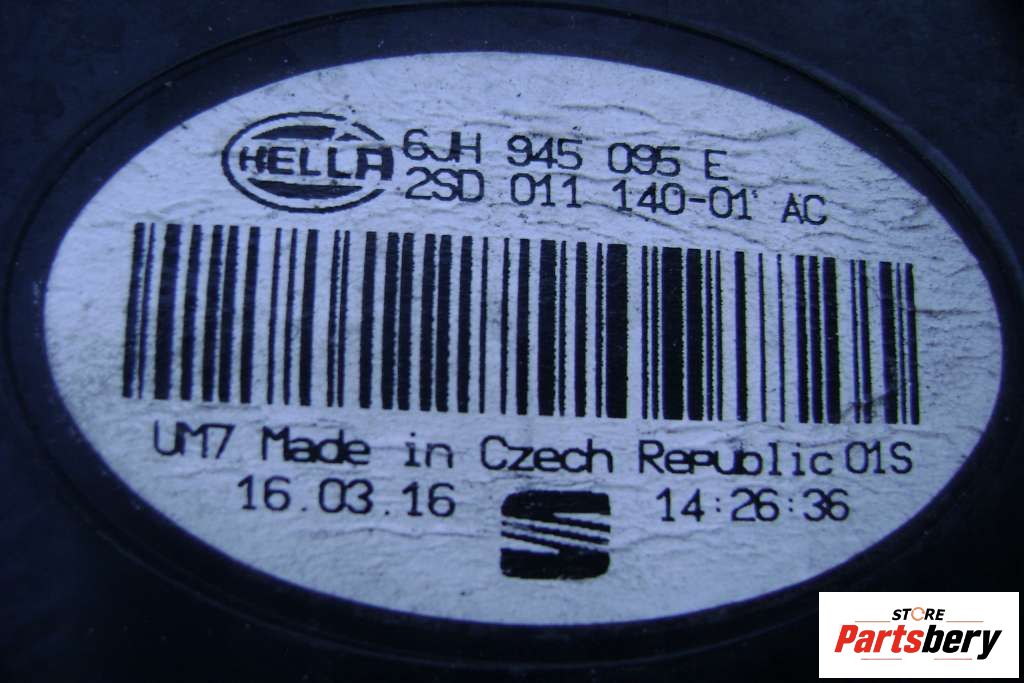 HELLA
6JH 945 095 E
2SD 011 140-01 AC
UM7 Made in Czech Republic 01S
16.03.16 14:26:36
STORE
Partsbery